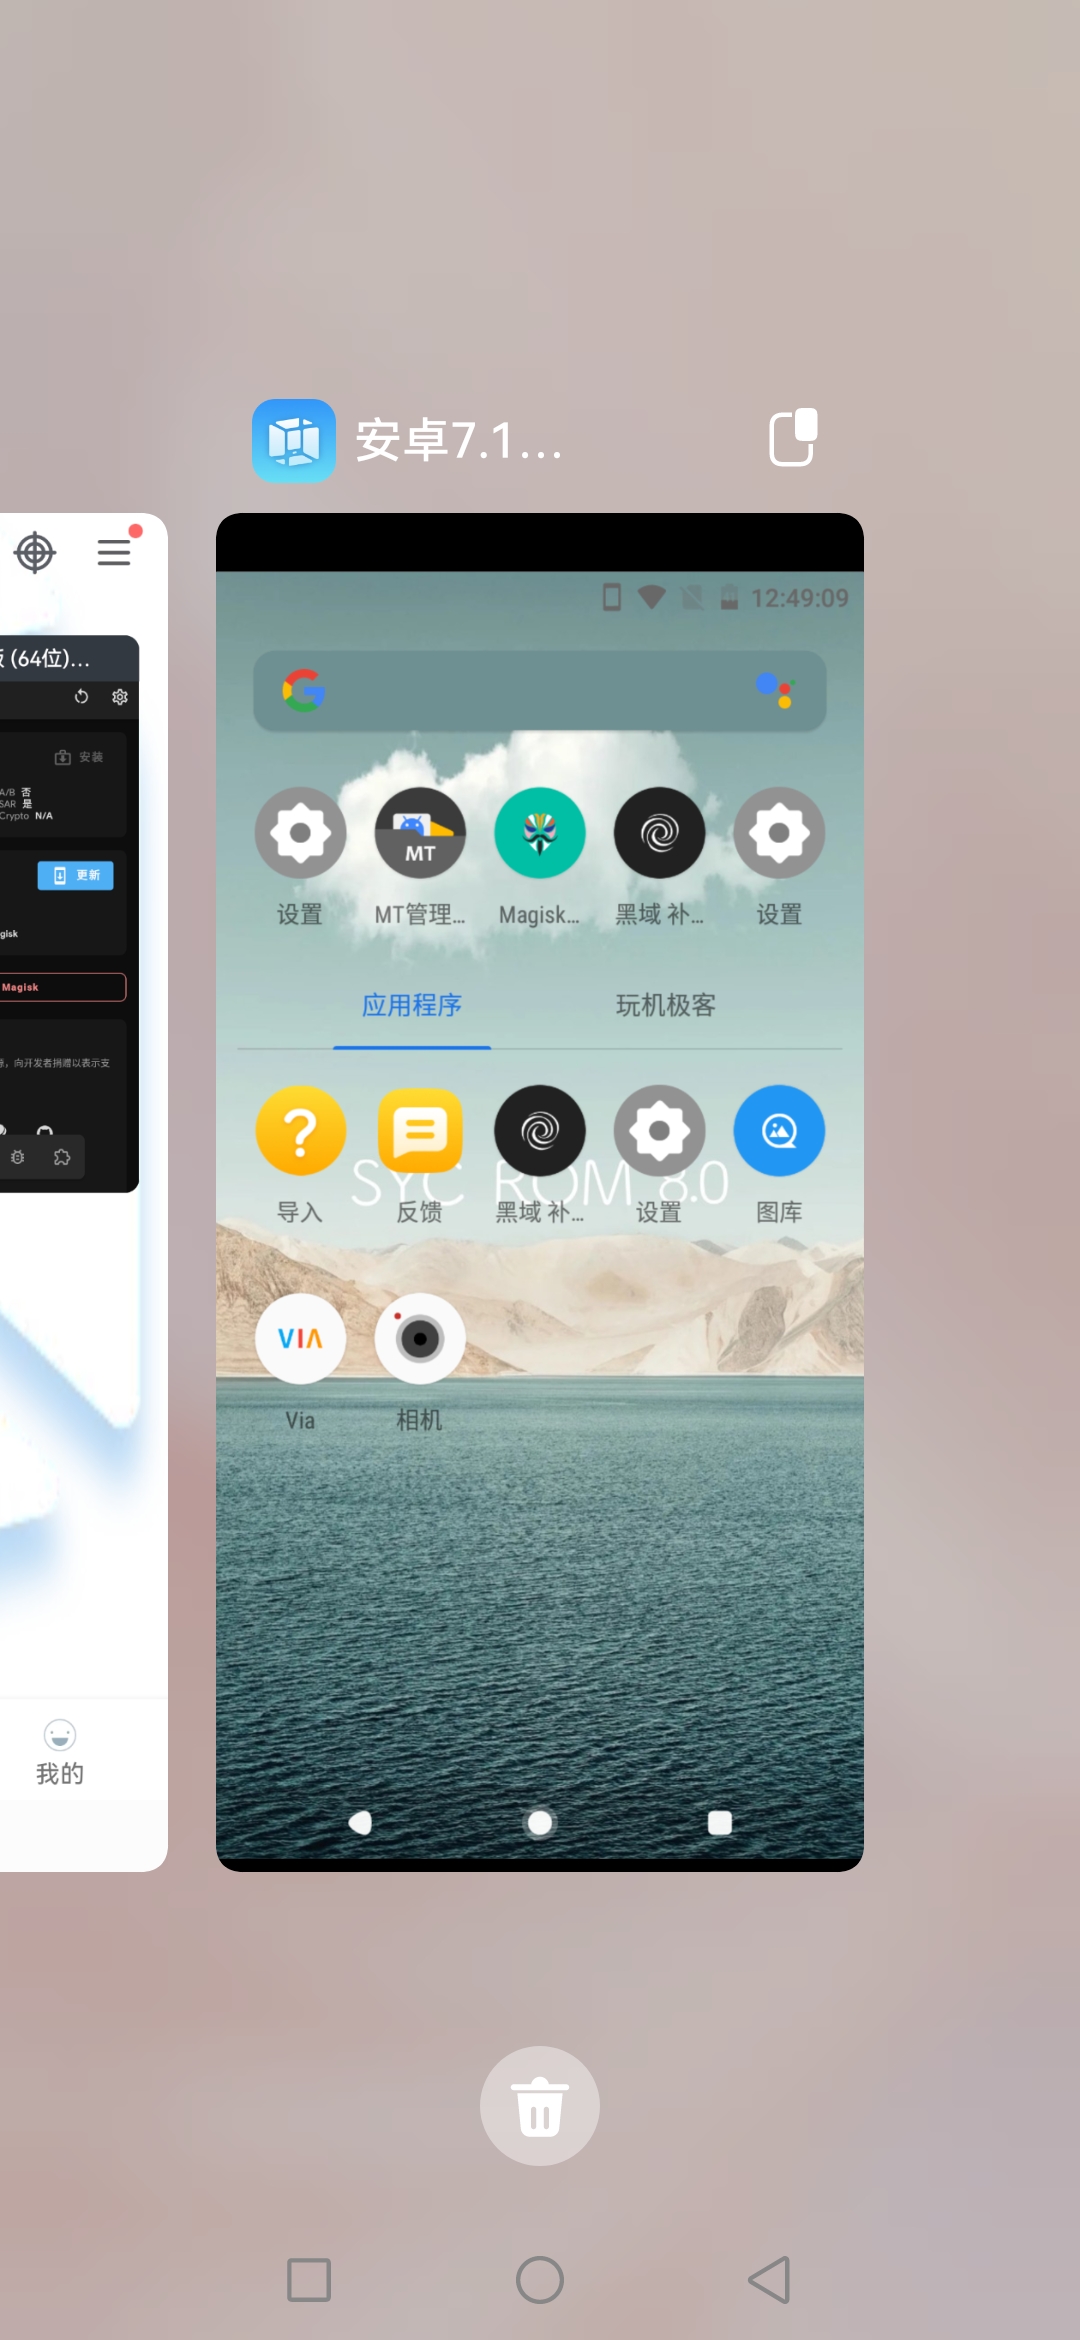 安卓7.1...
版 (64位)...
安装
A/B 否
SAR 是
Crypto N/A
更新
Magisk
我的
12:49:09
设置
MT
MT管理...
Magisk...
黑域 补...
设置
应用程序
玩机极客
SYC ROM 8.0
导入
反馈
黑域 补...
设置
图库
VIA
Via
相机